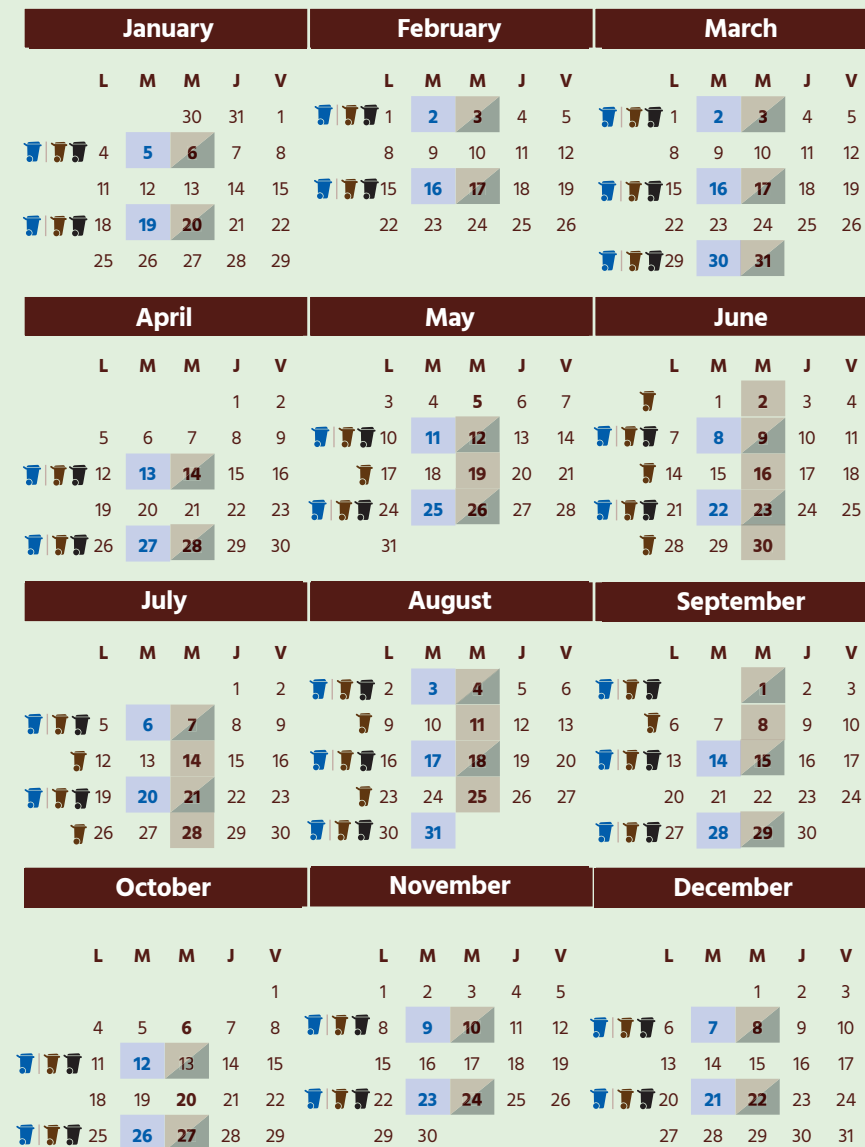 January
L M M J V
30 31 1
4 5 6 7 8
11 12 13 14 15
18 19 20 21 22
25 26 27 28 29
February
L M M J V
1 2 3 4 5
8 9 10 11 12
15 16 17 18 19
22 23 24 25 26
March
L M M J V
1 2 3 4 5
8 9 10 11 12
15 16 17 18 19
22 23 24 25 26
29 30 31
April
L M M J V
1 2
5 6 7 8 9
12 13 14 15 16
19 20 21 22 23
26 27 28 29 30
May
L M M J V
3 4 5 6 7
10 11 12 13 14
17 18 19 20 21
24 25 26 27 28
31
June
L M M J V
1 2 3 4
7 8 9 10 11
14 15 16 17 18
21 22 23 24 25
28 29 30
July
L M M J V
1 2
5 6 7 8 9
12 13 14 15 16
19 20 21 22 23
26 27 28 29 30
August
L M M J V
2 3 4 5 6
9 10 11 12 13
16 17 18 19 20
23 24 25 26 27
30 31
September
L M M J V
1 2 3
6 7 8 9 10
13 14 15 16 17
20 21 22 23 24
27 28 29 30
October
L M M J V
1
4 5 6 7 8
11 12 13 14 15
18 19 20 21 22
25 26 27 28 29
November
L M M J V
1 2 3 4 5
8 9 10 11 12
15 16 17 18 19
22 23 24 25 26
29 30
December
L M M J V
1 2 3
6 7 8 9 10
13 14 15 16 17
20 21 22 23 24
27 28 29 30 31